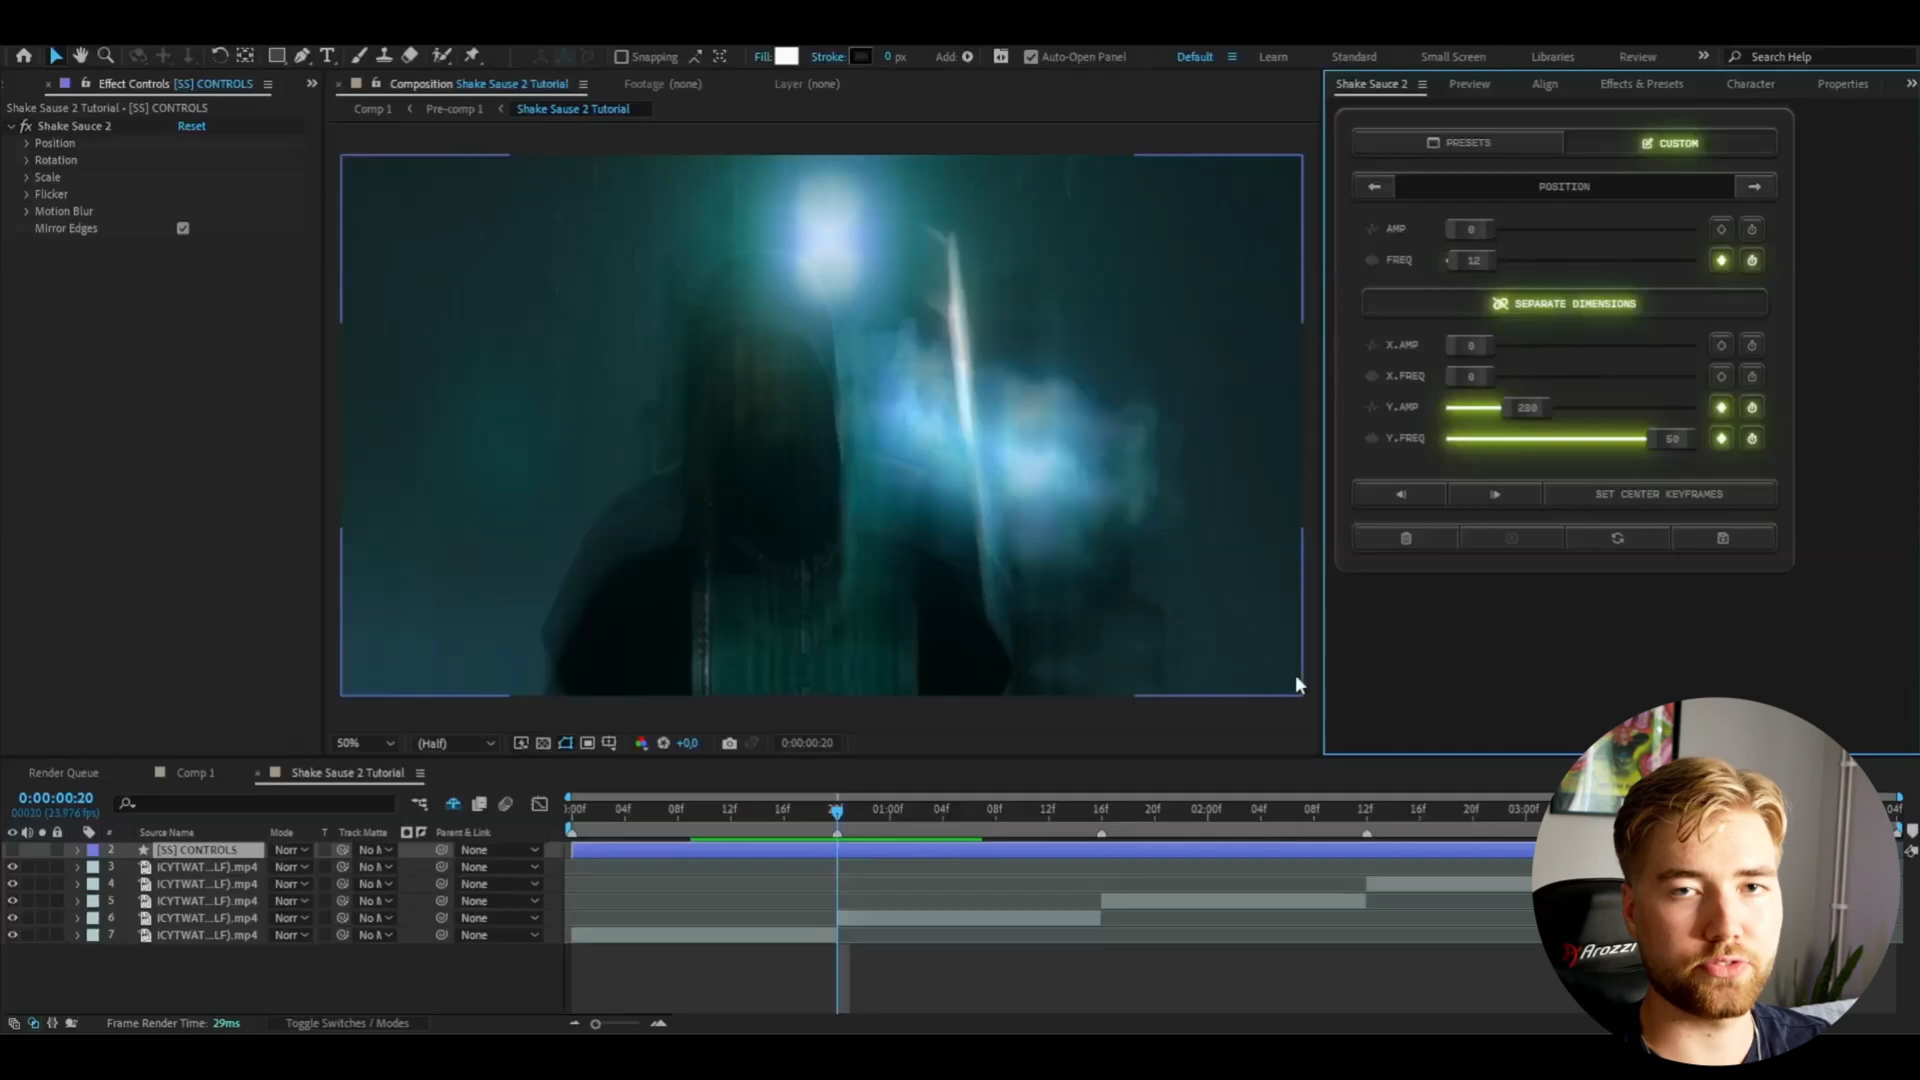 Snapping
Fill:
Stroke:
0 px
Add:
Auto-Open Panel
Default
Learn
Standard
Small Screen
Libraries
Review
Search Help
Effect Controls [SS] CONTROLS
Composition Shake Sause 2 Tutorial
Footage (none)
Layer (none)
Shake Sauce 2
Preview
Align
Effects & Presets
Character
Properties
Shake Sause 2 Tutorial - [SS] CONTROLS
Comp 1
Pre-comp 1
Shake Sause 2 Tutorial
fx Shake Sauce 2
Reset
Position
Rotation
Scale
Flicker
Motion Blur
Mirror Edges
PRESETS
CUSTOM
POSITION
AMP
0
FREQ
12
SEPARATE DIMENSIONS
X.AMP
0
X.FREQ
0
Y.AMP
280
Y.FREQ
60
SET CENTER KEYFRAMES
50%
(Half)
+0,0
0:00:00:20
Render Queue
Comp 1
Shake Sause 2 Tutorial
0:00:00:20
00020 (23.976 fps)
:00f
04f
08f
12f
16f
20f
01:00f
04f
08f
12f
16f
20f
02:00f
04f
08f
12f
16f
20f
03:00f
04f
#
Source Name
Mode
T
Track Matte
Parent & Link
2
[SS] CONTROLS
Norr
No M
None
3
ICYTWAT...LF).mp4
Norr
No M
None
4
ICYTWAT...LF).mp4
Norr
No M
None
5
ICYTWAT...LF).mp4
Norr
No M
None
6
ICYTWAT...LF).mp4
Norr
No M
None
7
ICYTWAT...LF).mp4
Norr
No M
None
Frame Render Time: 29ms
Toggle Switches / Modes
Arozzi